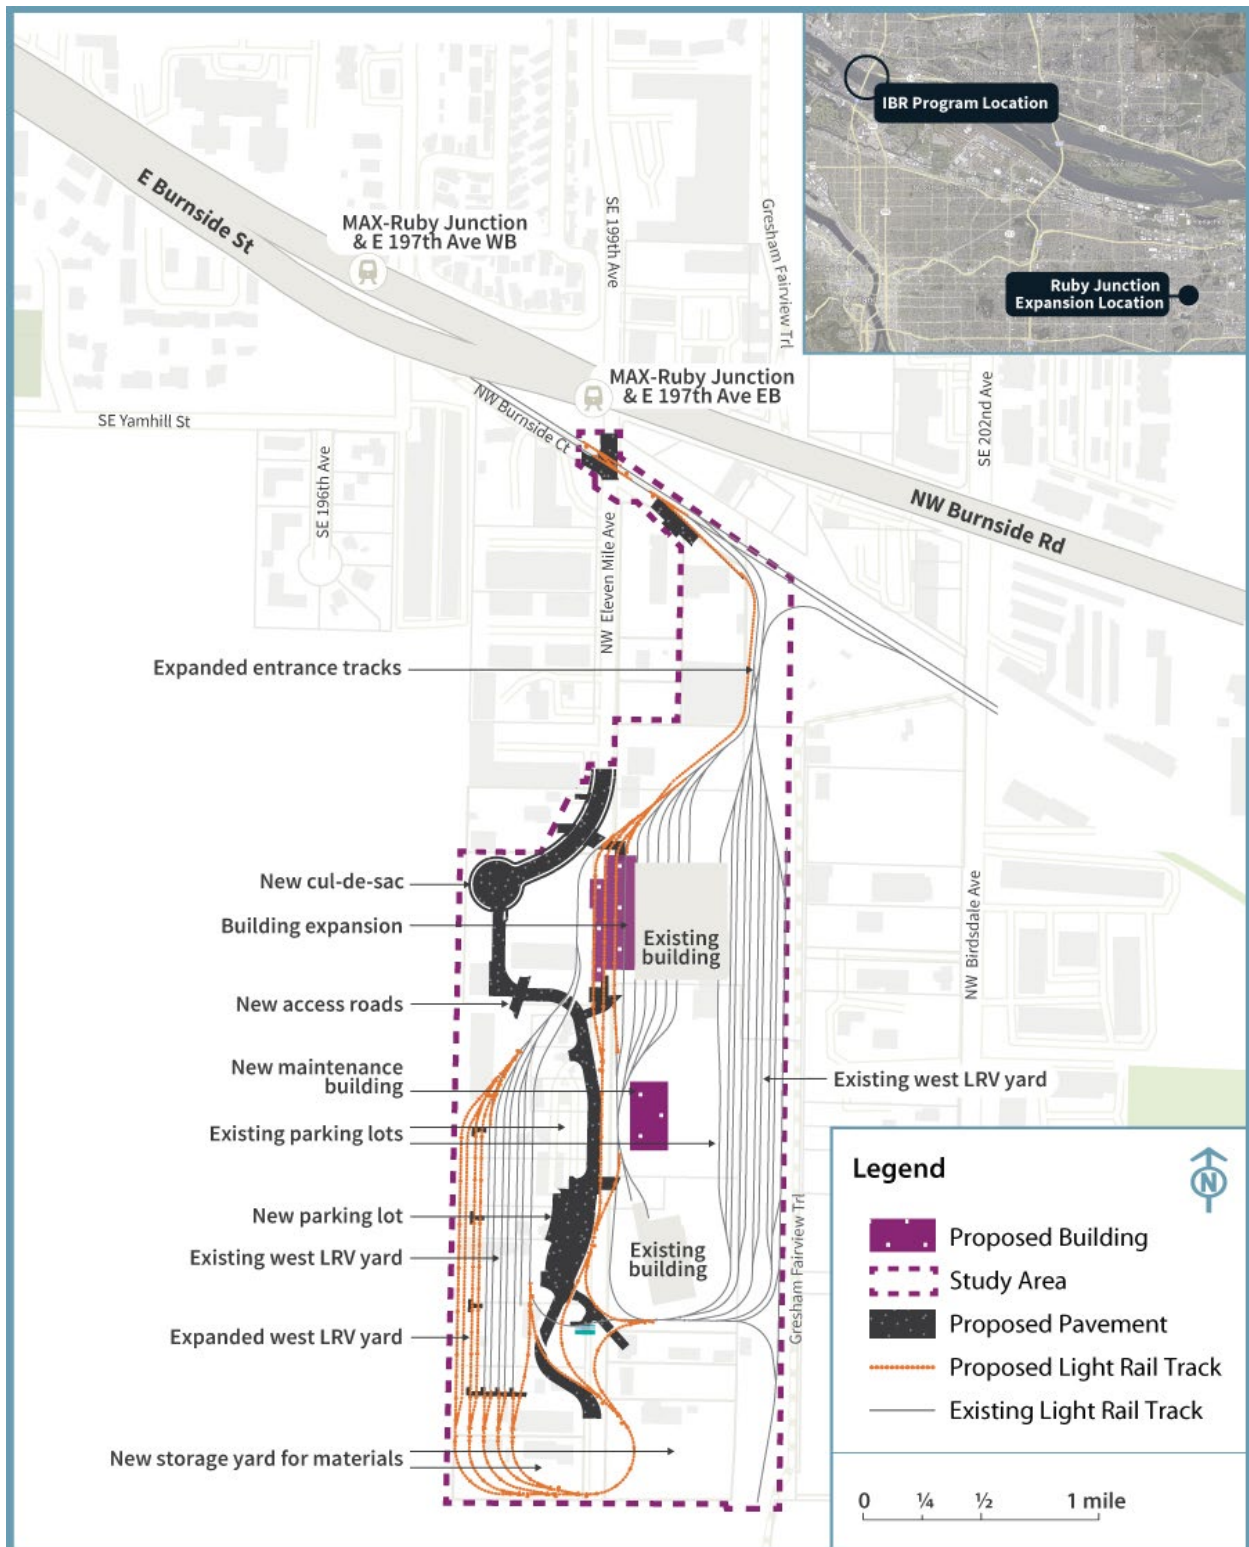 IBR Program Location
Ruby Junction
Expansion Location
E Burnside St
MAX-Ruby Junction
& E 197th Ave WB
SE 199th Ave
Gresham Fairview Trl
MAX-Ruby Junction
& E 197th Ave EB
SE Yamhill St
NW Burnside Ct
SE 202nd Ave
SE 196th Ave
NW Burnside Rd
NW Eleven Mile Ave
Expanded entrance tracks
New cul-de-sac
Building expansion
Existing
building
NW Birdsdale Ave
New access roads
New maintenance
building
Existing west LRV yard
Existing parking lots
New parking lot
Existing west LRV yard
Existing
building
Gresham Fairview Trl
Expanded west LRV yard
New storage yard for materials
Legend
N
Proposed Building
Study Area
Proposed Pavement
Proposed Light Rail Track
Existing Light Rail Track
0 ¼ ½ 1 mile